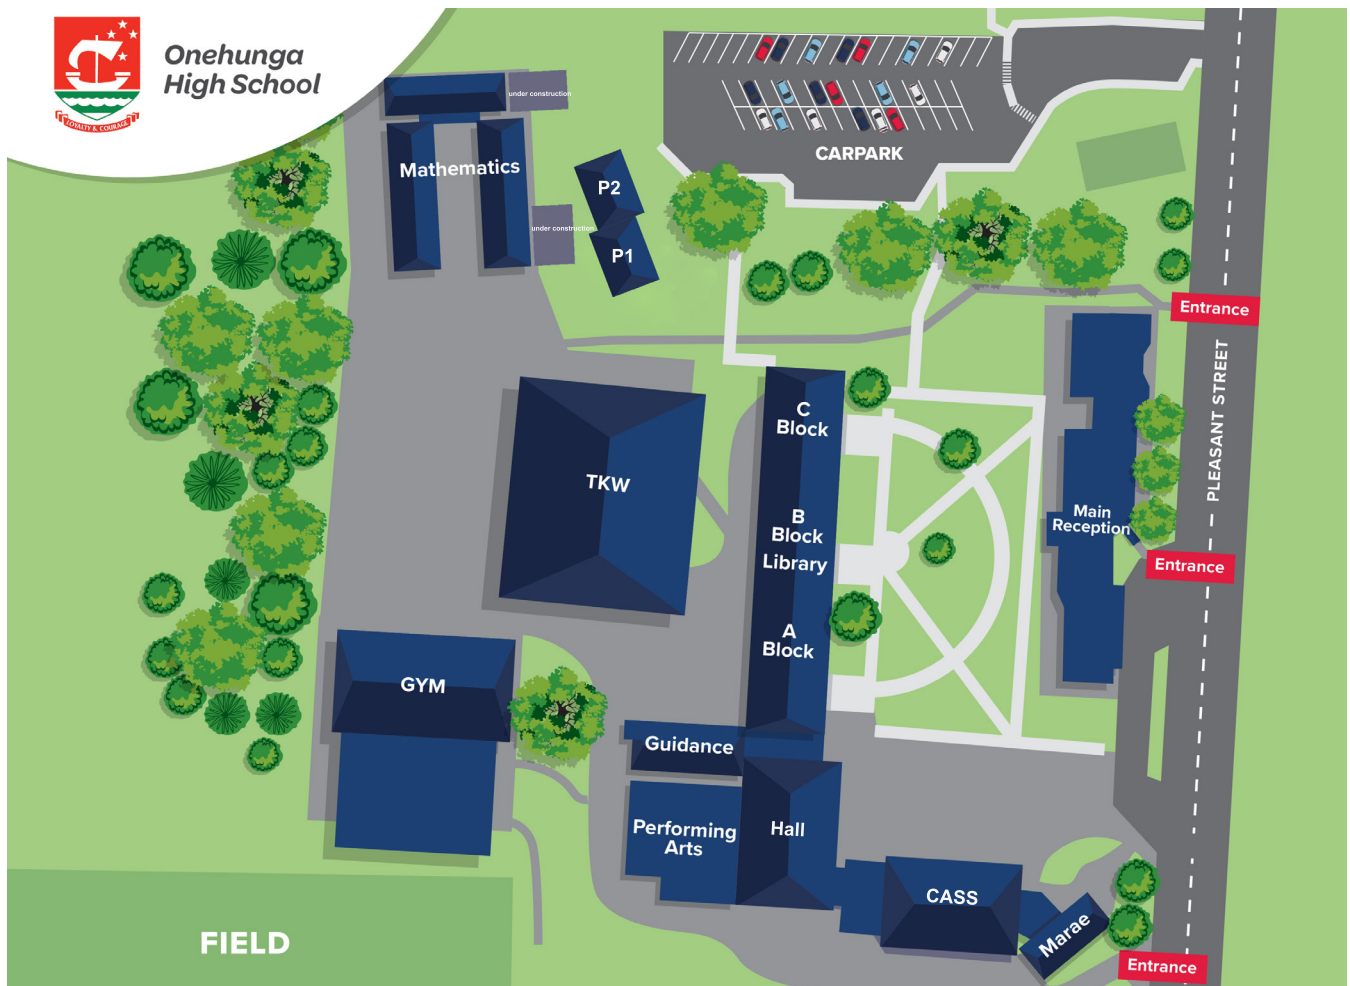 Onehunga
High School
LOYALTY & COURAGE
under construction
Mathematics
P2
under construction
P1
CARPARK
Entrance
PLEASANT STREET
C
Block
TKW
B
Block
Library
Main
Reception
Entrance
A
Block
GYM
Guidance
Performing
Arts
Hall
CASS
Marae
FIELD
Entrance